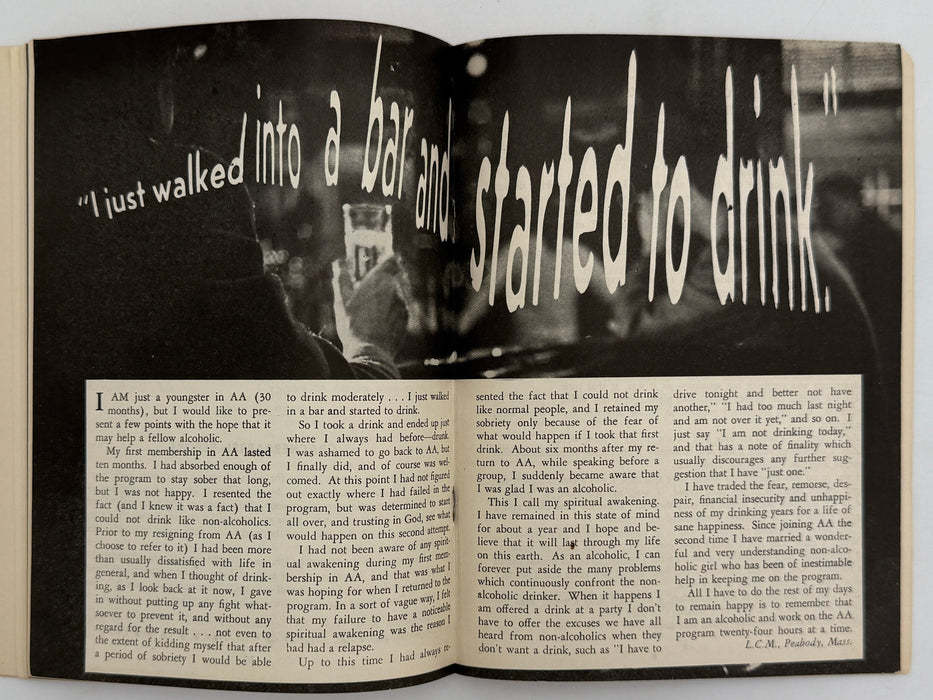 "I just walked into a bar and started to drink."
I AM just a youngster in AA (30
months), but I would like to pre-
sent a few points with the hope that it
may help a fellow alcoholic.
My first membership in AA lasted
ten months. I had absorbed enough of
the program to stay sober that long,
but I was not happy. I resented the
fact (and I knew it was a fact) that I
could not drink like non-alcoholics.
Prior to my resigning from AA (as I
choose to refer to it) I had been more
than usually dissatisfied with life in
general, and when I thought of drink-
ing, as I look back at it now, I gave
in without putting up any fight what-
soever to prevent it, and without any
regard for the result . . . not even to
the extent of kidding myself that after
a period of sobriety I would be able
to drink moderately . . . I just walked
in a bar and started to drink.
So I took a drink and ended up just
where I always had before—drunk.
I was ashamed to go back to AA, but
I finally did, and of course was wel-
comed. At this point I had not figured
out exactly where I had failed in the
program, but was determined to start
all over, and trusting in God, see what
would happen on this second attempt.
I had not been aware of any spirit-
ual awakening during my first mem-
bership in AA, and that was what I
was hoping for when I returned to the
program. In a sort of vague way, I felt
that my failure to have a noticeable
spiritual awakening was the reason I
had had a relapse.
Up to this time I had always re-
sented the fact that I could not drink
like normal people, and I retained my
sobriety only because of the fear of
what would happen if I took that first
drink. About six months after my re-
turn to AA, while speaking before a
group, I suddenly became aware that
I was glad I was an alcoholic.
This I call my spiritual awakening.
I have remained in this state of mind
for about a year and I hope and be-
lieve that it will last through my life
on this earth. As an alcoholic, I can
forever put aside the many problems
which continuously confront the non-
alcoholic drinker. When it happens I
am offered a drink at a party I don't
have to offer the excuses we have all
heard from non-alcoholics when they
don't want a drink, such as "I have to
drive tonight and better not have
another," "I had too much last night
and am not over it yet," and so on. I
just say "I am not drinking today,"
and that has a note of finality which
usually discourages any further sug-
gestion that I have "just one."
I have traded the fear, remorse, des-
pair, financial insecurity and unhappi-
ness of my drinking years for a life of
sane happiness. Since joining AA the
second time I have married a wonder-
ful and very understanding non-alco-
holic girl who has been of inestimable
help in keeping me on the program.
All I have to do the rest of my days
to remain happy is to remember that
I am an alcoholic and work on the AA
program twenty-four hours at a time.
L.C.M., Peabody, Mass.